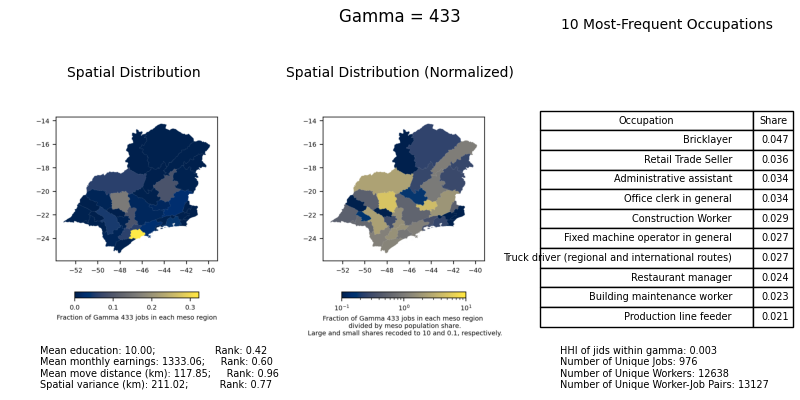 Gamma = 433
10 Most-Frequent Occupations
Spatial Distribution
Spatial Distribution (Normalized)
−14
−16
−18
−20
−22
−24
−52 −50 −48 −46 −44 −42 −40
0.0 0.1 0.2 0.3
Fraction of Gamma 433 jobs in each meso region
−14
−16
−18
−20
−22
−24
−52 −50 −48 −46 −44 −42 −40
10⁻¹ 10⁰ 10¹
Fraction of Gamma 433 jobs in each meso region
divided by meso population share.
Large and small shares recoded to 10 and 0.1, respectively.
Occupation Share
Bricklayer 0.047
Retail Trade Seller 0.036
Administrative assistant 0.034
Office clerk in general 0.034
Construction Worker 0.029
Fixed machine operator in general 0.027
Truck driver (regional and international routes) 0.027
Restaurant manager 0.024
Building maintenance worker 0.023
Production line feeder 0.021
Mean education: 10.00; Rank: 0.42
Mean monthly earnings: 1333.06; Rank: 0.60
Mean move distance (km): 117.85; Rank: 0.96
Spatial variance (km): 211.02; Rank: 0.77
HHI of jids within gamma: 0.003
Number of Unique Jobs: 976
Number of Unique Workers: 12638
Number of Unique Worker-Job Pairs: 13127